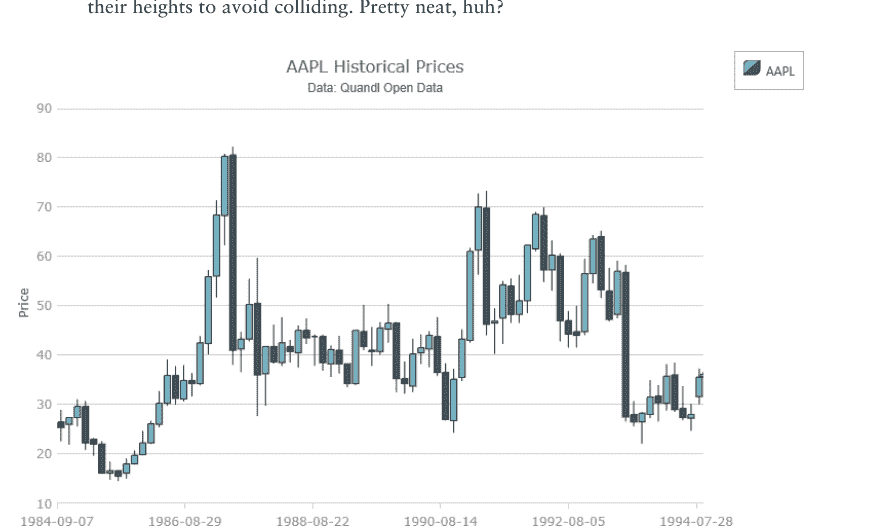 their heights to avoid colliding. Pretty neat, huh?
AAPL Historical Prices
Data: Quandl Open Data
AAPL
90
80
70
60
50
40
30
20
10
Price
1984-09-07 1986-08-29 1988-08-22 1990-08-14 1992-08-05 1994-07-28